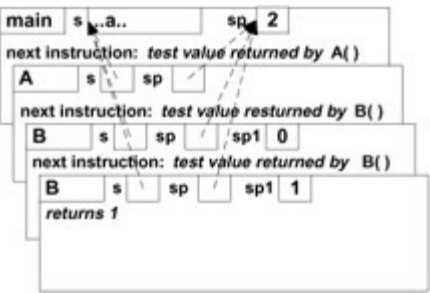 main s ..a.. sp 2
next instruction: test value returned by A()
A s sp
next instruction: test value resturned by B()
B s sp sp1 0
next instruction: test value returned by B()
B s sp sp1 1
returns 1